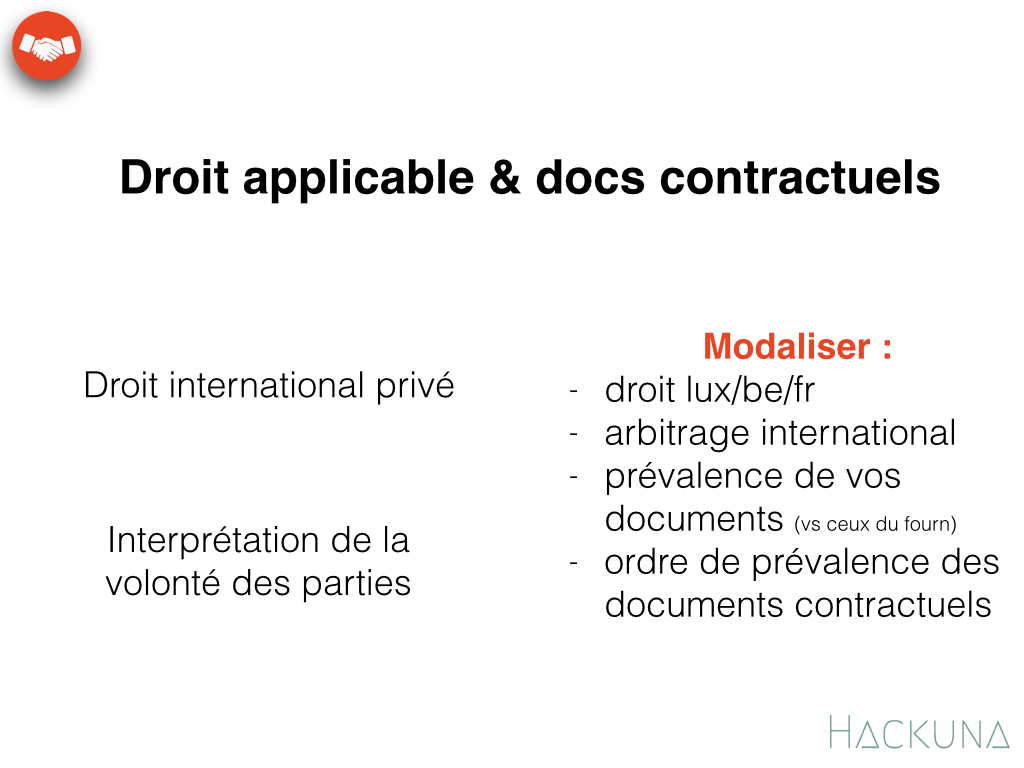 Droit applicable & docs contractuels
Droit international privé
Interprétation de la
volonté des parties
Modaliser :
- droit lux/be/fr
- arbitrage international
- prévalence de vos
documents (vs ceux du fourn)
- ordre de prévalence des
documents contractuels
HACKUNA